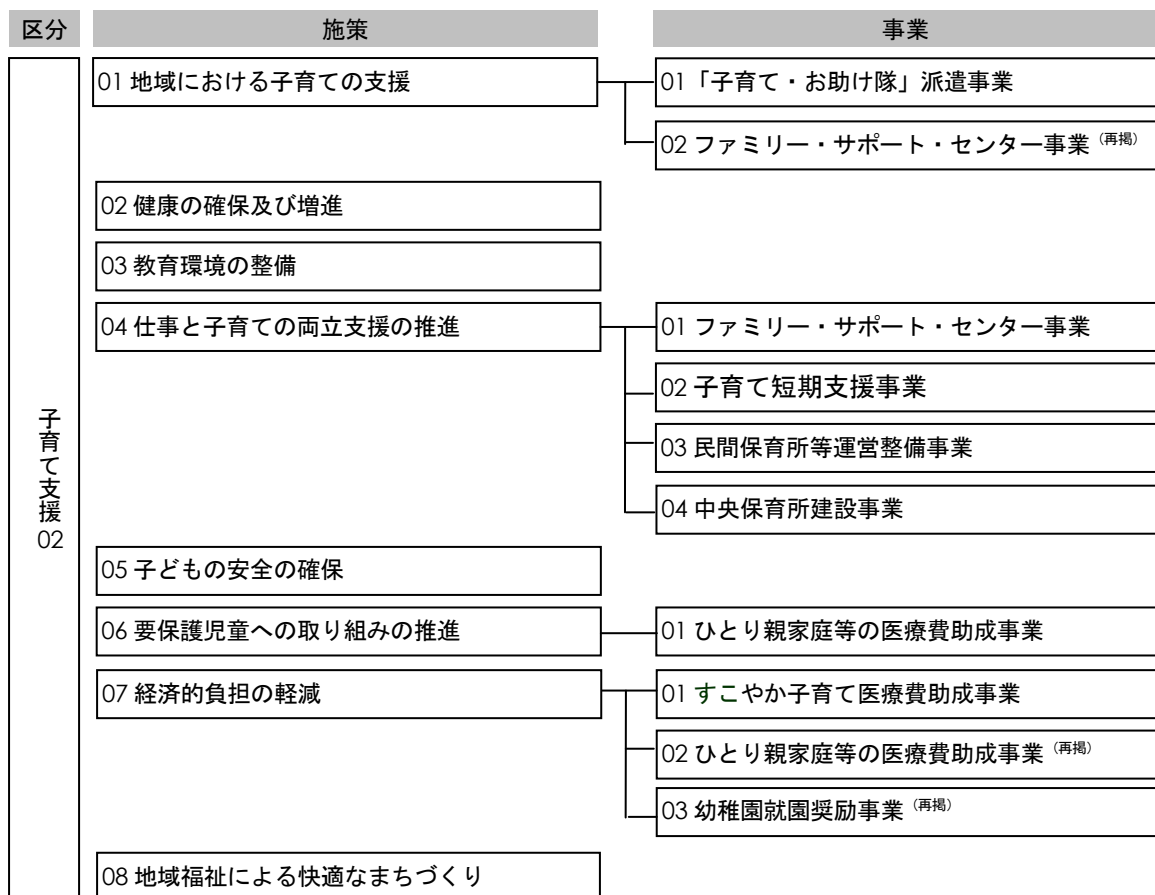 区分 施策 事業
子育て支援 02
01 地域における子育ての支援
01「子育て・お助け隊」派遣事業
02 ファミリー・サポート・センター事業（再掲）
02 健康の確保及び増進
03 教育環境の整備
04 仕事と子育ての両立支援の推進
01 ファミリー・サポート・センター事業
02 子育て短期支援事業
03 民間保育所等運営整備事業
04 中央保育所建設事業
05 子どもの安全の確保
06 要保護児童への取り組みの推進
01 ひとり親家庭等の医療費助成事業
07 経済的負担の軽減
01 すこやか子育て医療費助成事業
02 ひとり親家庭等の医療費助成事業（再掲）
03 幼稚園就園奨励事業（再掲）
08 地域福祉による快適なまちづくり